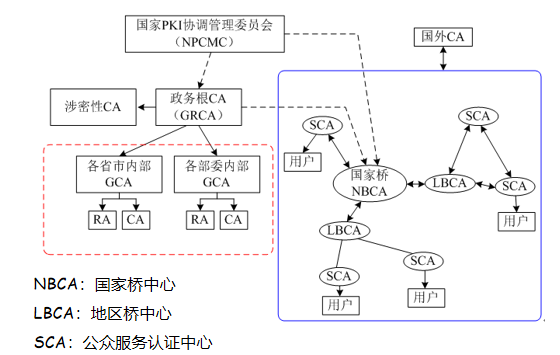 国家PKI协调管理委员会
(NPCMC)
国外CA
涉密性CA
政务根CA
(GRCA)
各省市内部
GCA
各部委内部
GCA
RA
CA
RA
CA
SCA
用户
国家桥
NBCA
LBCA
SCA
SCA
用户
LBCA
SCA
用户
SCA
用户
NBCA：国家桥中心
LBCA：地区桥中心
SCA：公众服务认证中心